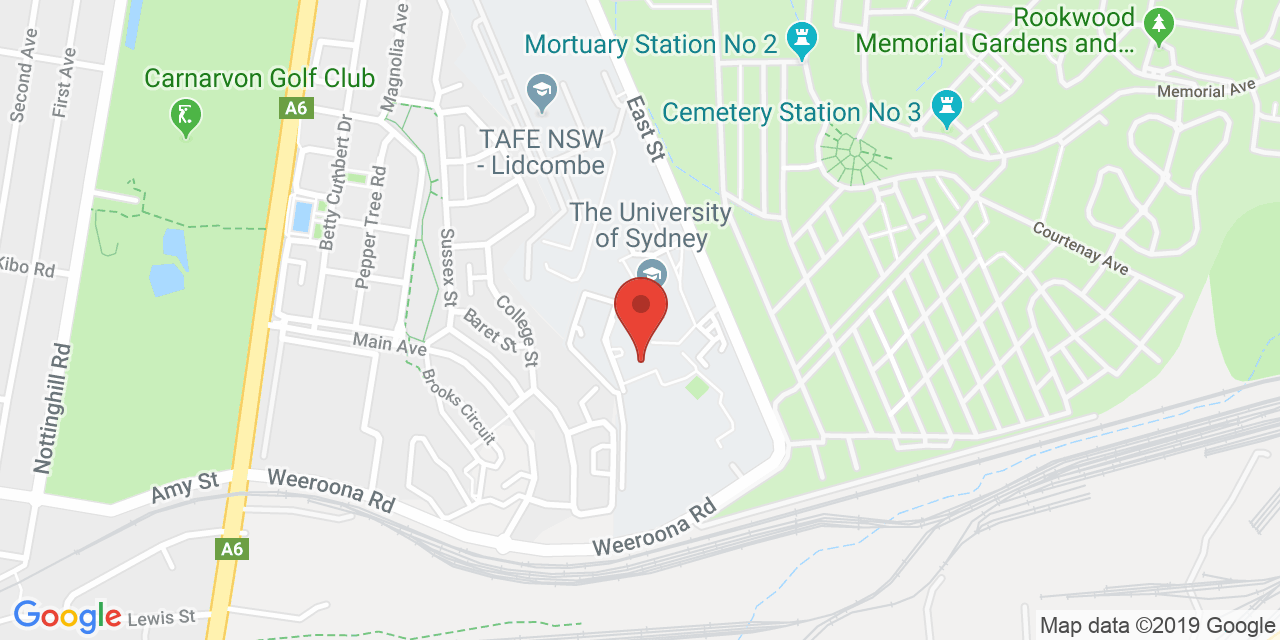 Second Ave
First Ave
Carnarvon Golf Club
A6
Magnolia Ave
Betty Cuthbert Dr
Pepper Tree Rd
Mortuary Station No 2
Rookwood
Memorial Gardens and...
Memorial Ave
Cemetery Station No 3
East St
TAFE NSW
- Lidcombe
The University
of Sydney
Courtenay Ave
Kibo Rd
Sussex St
College St
Baret St
Main Ave
Brooks Circuit
Nottinghill Rd
Amy St
Weeroona Rd
Weeroona Rd
A6
Lewis St
Google
Map data ©2019 Google